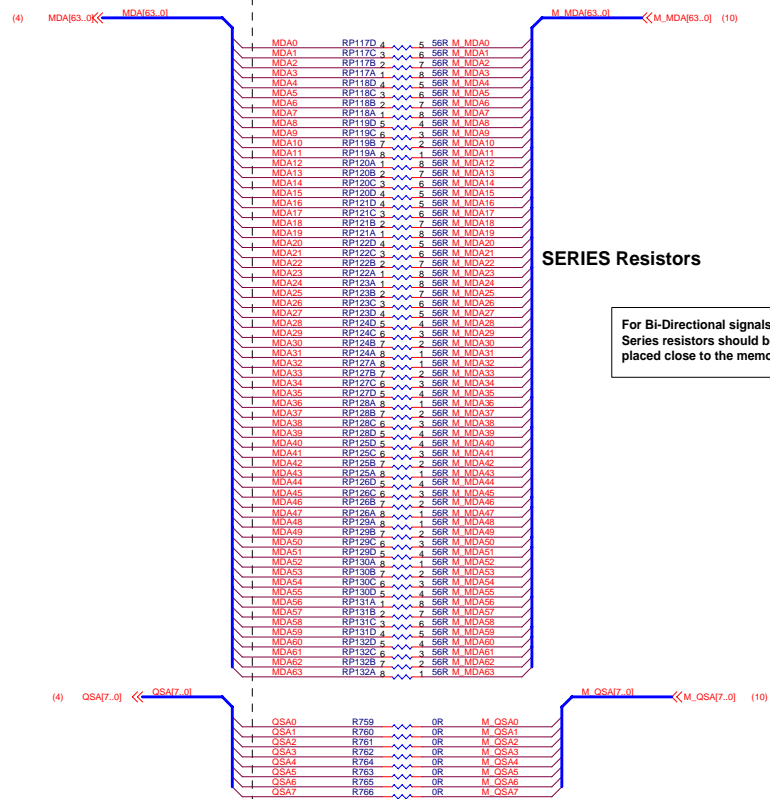 (4) MDA[63..0] MDA[63..0] M_MDA[63..0] M_MDA[63..0] (10)
MDA0 RP117D 4 5 56R M_MDA0
MDA1 RP117C 3 6 56R M_MDA1
MDA2 RP117B 2 7 56R M_MDA2
MDA3 RP117A 1 8 56R M_MDA3
MDA4 RP118D 4 5 56R M_MDA4
MDA5 RP118C 3 6 56R M_MDA5
MDA6 RP118B 2 7 56R M_MDA6
MDA7 RP118A 1 8 56R M_MDA7
MDA8 RP119D 5 4 56R M_MDA8
MDA9 RP119C 6 3 56R M_MDA9
MDA10 RP119B 7 2 56R M_MDA10
MDA11 RP119A 8 1 56R M_MDA11
MDA12 RP120A 1 8 56R M_MDA12
MDA13 RP120B 2 7 56R M_MDA13
MDA14 RP120C 3 6 56R M_MDA14
MDA15 RP120D 4 5 56R M_MDA15
MDA16 RP121D 4 5 56R M_MDA16
MDA17 RP121C 3 6 56R M_MDA17
MDA18 RP121B 2 7 56R M_MDA18
MDA19 RP121A 1 8 56R M_MDA19
MDA20 RP122D 4 5 56R M_MDA20
MDA21 RP122C 3 6 56R M_MDA21
MDA22 RP122B 2 7 56R M_MDA22
MDA23 RP122A 1 8 56R M_MDA23
MDA24 RP123A 1 8 56R M_MDA24
MDA25 RP123B 2 7 56R M_MDA25
MDA26 RP123C 3 6 56R M_MDA26
MDA27 RP123D 4 5 56R M_MDA27
MDA28 RP124D 5 4 56R M_MDA28
MDA29 RP124C 6 3 56R M_MDA29
MDA30 RP124B 7 2 56R M_MDA30
MDA31 RP124A 8 1 56R M_MDA31
MDA32 RP127A 8 1 56R M_MDA32
MDA33 RP127B 7 2 56R M_MDA33
MDA34 RP127C 6 3 56R M_MDA34
MDA35 RP127D 5 4 56R M_MDA35
MDA36 RP128A 8 1 56R M_MDA36
MDA37 RP128B 7 2 56R M_MDA37
MDA38 RP128C 6 3 56R M_MDA38
MDA39 RP128D 5 4 56R M_MDA39
MDA40 RP125D 5 4 56R M_MDA40
MDA41 RP125C 6 3 56R M_MDA41
MDA42 RP125B 7 2 56R M_MDA42
MDA43 RP125A 8 1 56R M_MDA43
MDA44 RP126D 5 4 56R M_MDA44
MDA45 RP126C 6 3 56R M_MDA45
MDA46 RP126B 7 2 56R M_MDA46
MDA47 RP126A 8 1 56R M_MDA47
MDA48 RP129A 8 1 56R M_MDA48
MDA49 RP129B 7 2 56R M_MDA49
MDA50 RP129C 6 3 56R M_MDA50
MDA51 RP129D 5 4 56R M_MDA51
MDA52 RP130A 8 1 56R M_MDA52
MDA53 RP130B 7 2 56R M_MDA53
MDA54 RP130C 6 3 56R M_MDA54
MDA55 RP130D 5 4 56R M_MDA55
MDA56 RP131A 1 8 56R M_MDA56
MDA57 RP131B 2 7 56R M_MDA57
MDA58 RP131C 3 6 56R M_MDA58
MDA59 RP131D 4 5 56R M_MDA59
MDA60 RP132D 5 4 56R M_MDA60
MDA61 RP132C 6 3 56R M_MDA61
MDA62 RP132B 7 2 56R M_MDA62
MDA63 RP132A 8 1 56R M_MDA63
SERIES Resistors
For Bi-Directional signals
Series resistors should b
placed close to the memo
(4) QSA[7..0] QSA[7..0] M_QSA[7..0] M_QSA[7..0] (10)
QSA0 R759 0R M_QSA0
QSA1 R760 0R M_QSA1
QSA2 R761 0R M_QSA2
QSA3 R762 0R M_QSA3
QSA4 R764 0R M_QSA4
QSA5 R763 0R M_QSA5
QSA6 R765 0R M_QSA6
QSA7 R766 0R M_QSA7